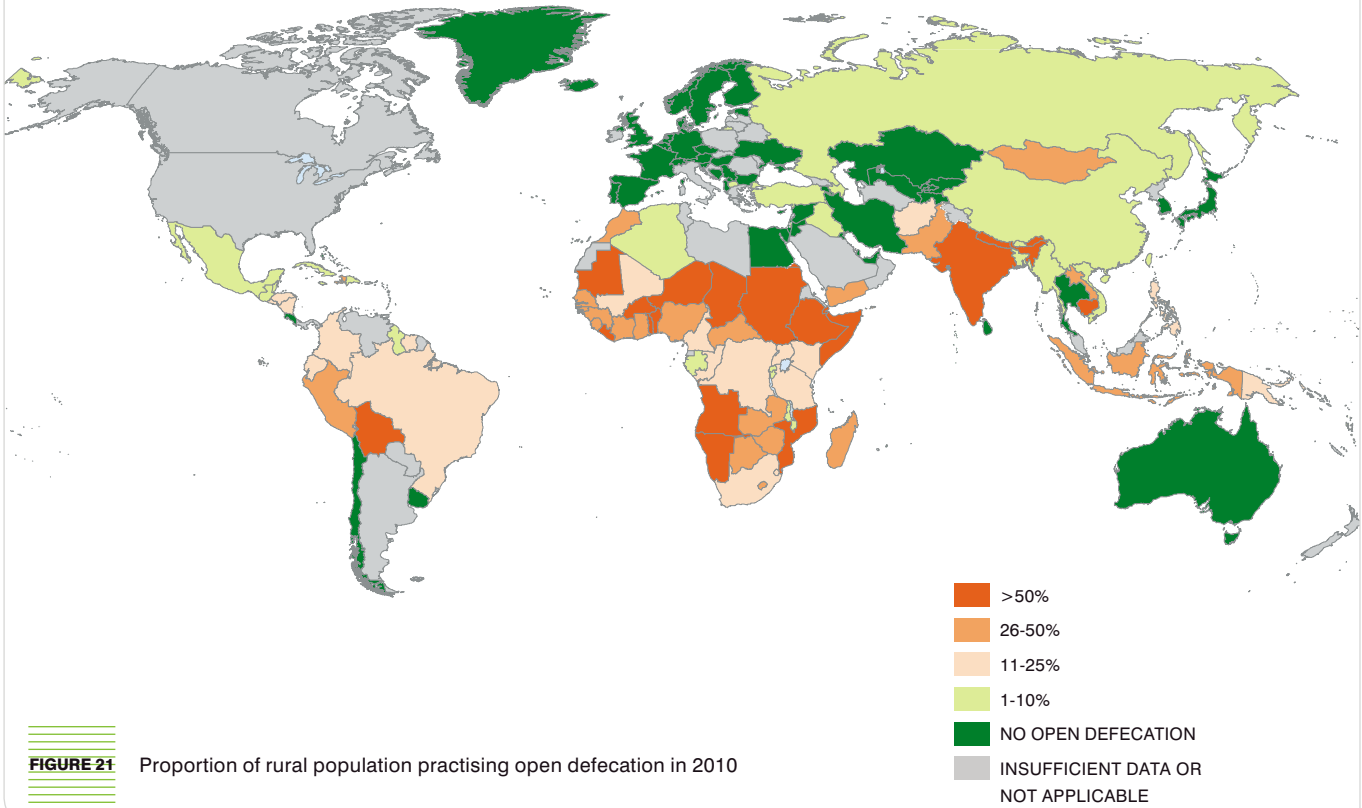 >50%
26-50%
11-25%
1-10%
NO OPEN DEFECATION
INSUFFICIENT DATA OR
NOT APPLICABLE
FIGURE 21 Proportion of rural population practising open defecation in 2010